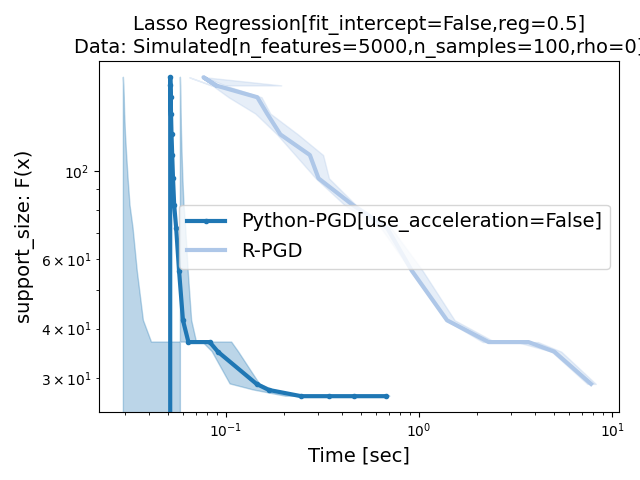 Lasso Regression[fit_intercept=False,reg=0.5]
Data: Simulated[n_features=5000,n_samples=100,rho=0]
support_size: F(x)
10²
6 × 10¹
4 × 10¹
3 × 10¹
Python-PGD[use_acceleration=False]
R-PGD
10⁻¹
10⁰
10¹
Time [sec]